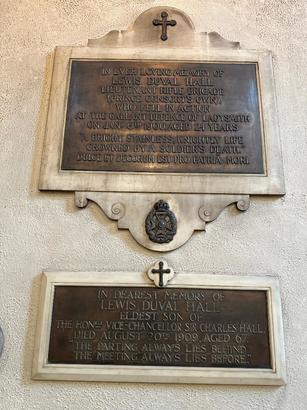 IN EVER LOVING MEMORY OF
LEWIS DUVAL HALL,
LIEUTENANT RIFLE BRIGADE
(PRINCE CONSORT'S OWN),
WHO FELL IN ACTION
AT THE GALLANT DEFENCE OF LADYSMITH
ON JAN. 6TH 1900, AGED 24 YEARS.
A BRIGHT, STAINLESS, KNIGHTLY LIFE
CROWNED BY A SOLDIER'S DEATH.
DULCE ET DECORUM EST PRO PATRIA MORI.
IN DEAREST MEMORY OF
LEWIS DUVAL HALL,
ELDEST SON OF
THE HONBLE VICE-CHANCELLOR SIR CHARLES HALL,
DIED AUGUST 20TH 1909, AGED 67.
"THE PARTING ALWAYS LIES BEHIND,
THE MEETING ALWAYS LIES BEFORE."